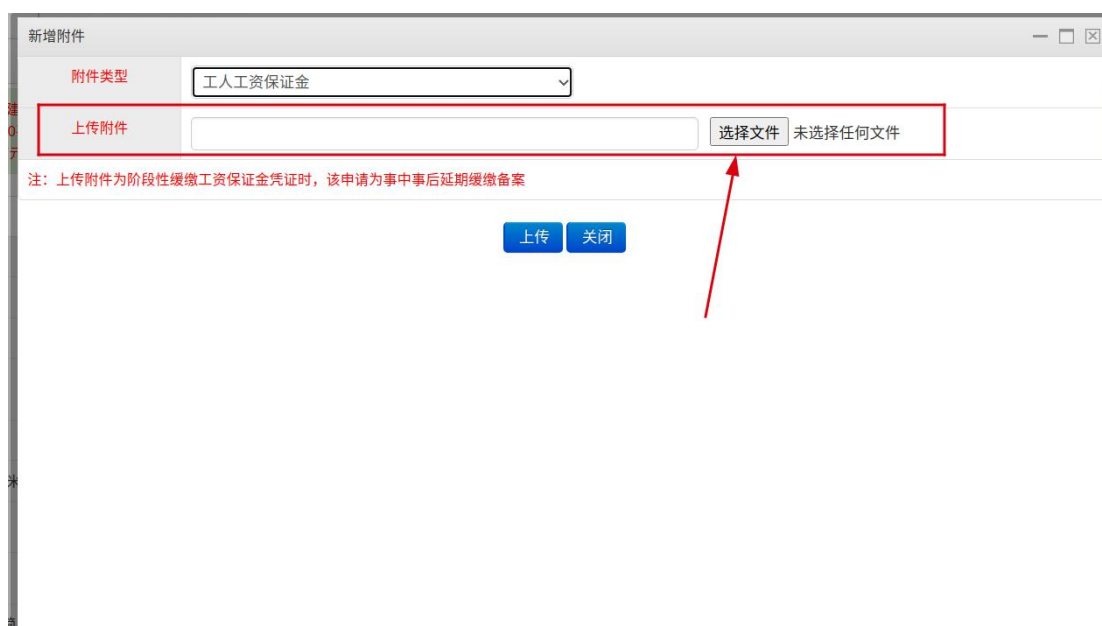 新增附件
附件类型 工人工资保证金
上传附件 选择文件 未选择任何文件
注：上传附件为阶段性缓缴工资保证金凭证时，该申请为事中事后延期缓缴备案
上传 关闭